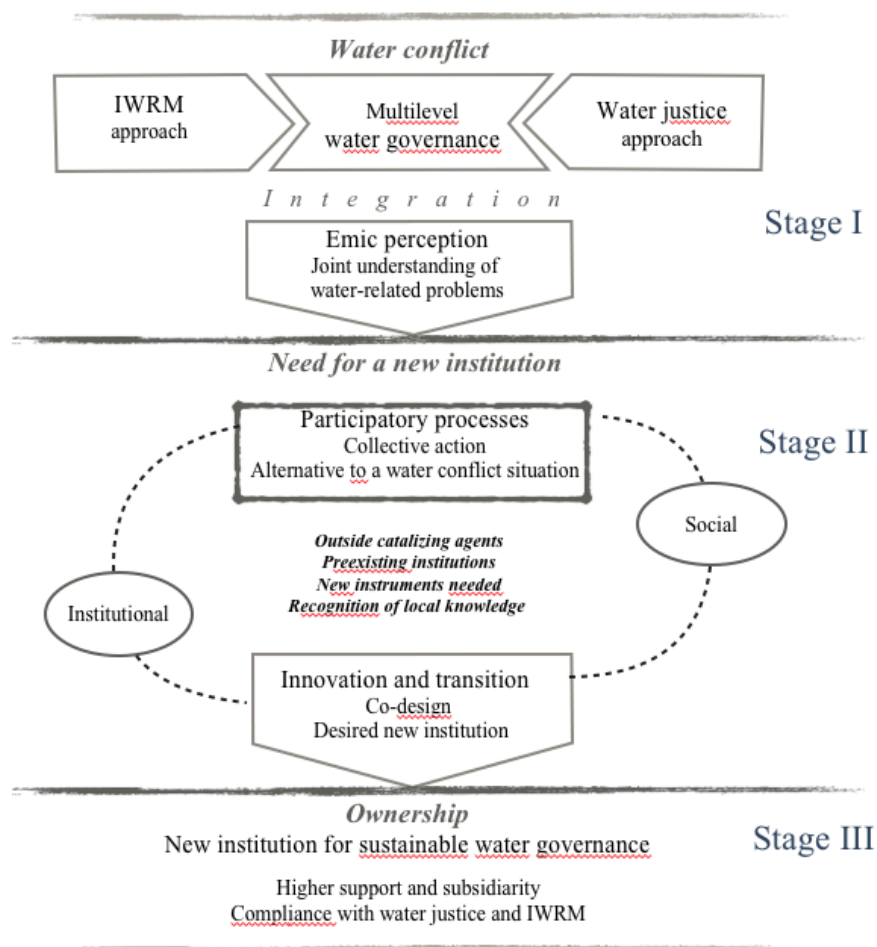 Water conflict
IWRM
approach
Multilevel
water governance
Water justice
approach
Integration
Stage I
Emic perception
Joint understanding of
water-related problems
Need for a new institution
Participatory processes
Collective action
Alternative to a water conflict situation
Stage II
Social
Outside catalizing agents
Preexisting institutions
New instruments needed
Recognition of local knowledge
Institutional
Innovation and transition
Co-design
Desired new institution
Ownership
New institution for sustainable water governance
Stage III
Higher support and subsidiarity
Compliance with water justice and IWRM